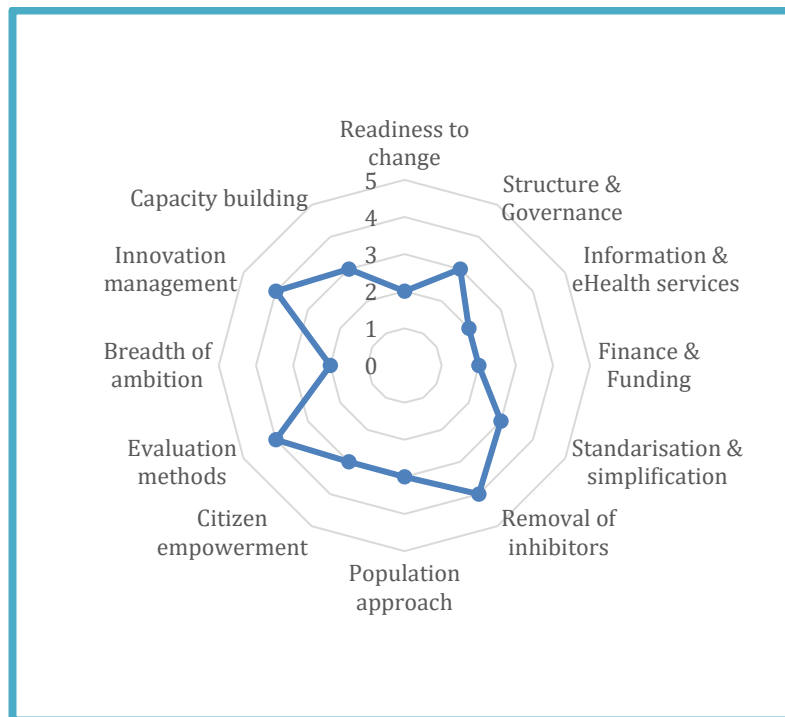 Readiness to
change
Structure &
Governance
Information &
eHealth services
Finance &
Funding
Standarisation &
simplification
Removal of
inhibitors
Population
approach
Citizen
empowerment
Evaluation
methods
Breadth of
ambition
Innovation
management
Capacity building
5
4
3
2
1
0